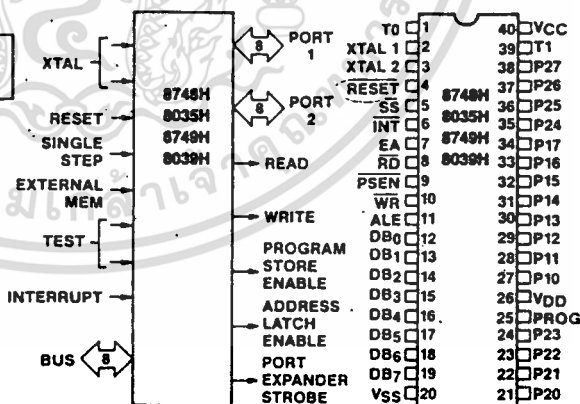 XTAL
RESET
SINGLE
STEP
EXTERNAL
MEM
TEST
INTERRUPT
BUS
8
8748H
8035H
8749H
8039H
8
PORT
1
8
PORT
2
READ
WRITE
PROGRAM
STORE
ENABLE
ADDRESS
LATCH
ENABLE
PORT
EXPANDER
STROBE
T0 1
XTAL 1 2
XTAL 2 3
RESET 4
SS 5
INT 6
EA 7
RD 8
PSEN 9
WR 10
ALE 11
DB0 12
DB1 13
DB2 14
DB3 15
DB4 16
DB5 17
DB6 18
DB7 19
VSS 20
8748H
8035H
8749H
8039H
40 VCC
39 T1
38 P27
37 P26
36 P25
35 P24
34 P17
33 P16
32 P15
31 P14
30 P13
29 P12
28 P11
27 P10
26 VDD
25 PROG
24 P23
23 P22
22 P21
21 P20